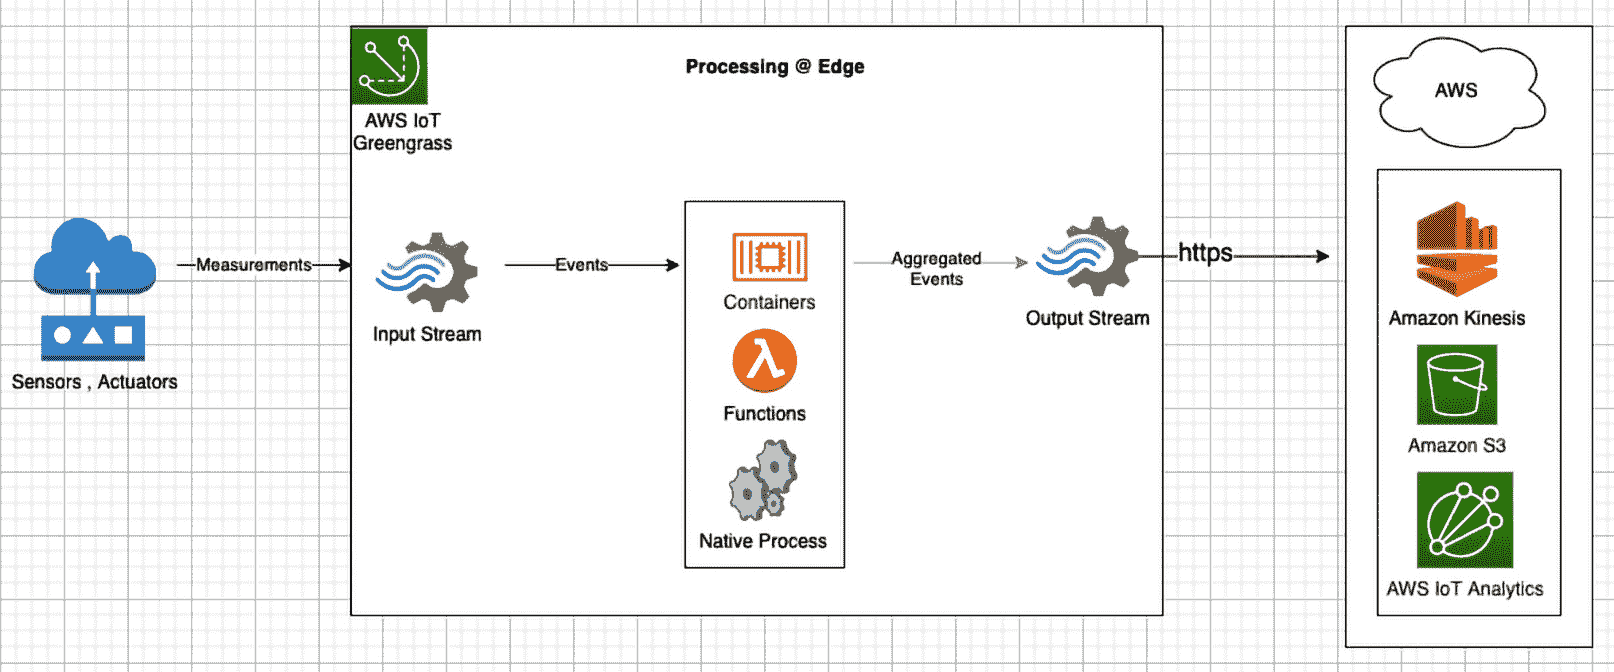 Processing @ Edge
AWS IoT
Greengrass
Sensors , Actuators
Measurements
Input Stream
Events
Containers
Functions
Native Process
Aggregated
Events
Output Stream
https
AWS
Amazon Kinesis
Amazon S3
AWS IoT Analytics